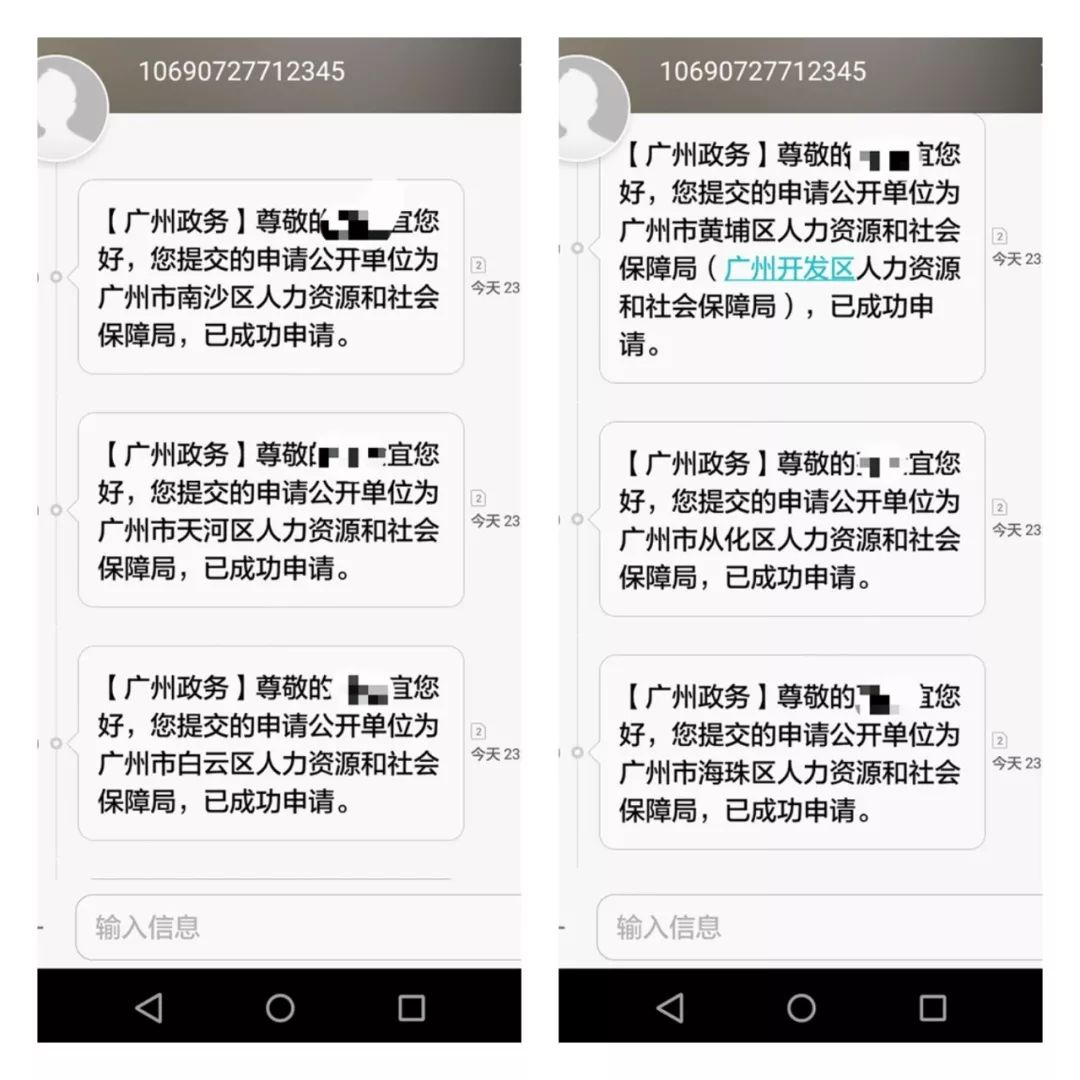 10690727712345
【广州政务】尊敬的宜您
好，您提交的申请公开单位为
广州市南沙区人力资源和社会
保障局，已成功申请。
2
今天 23
【广州政务】尊敬的宜您
好，您提交的申请公开单位为
广州市天河区人力资源和社会
保障局，已成功申请。
2
今天 23
【广州政务】尊敬的宜您
好，您提交的申请公开单位为
广州市白云区人力资源和社会
保障局，已成功申请。
2
今天 23
输入信息
10690727712345
【广州政务】尊敬的宜您
好，您提交的申请公开单位为
广州市黄埔区人力资源和社会
保障局（广州开发区人力资源
和社会保障局），已成功申
请。
2
今天 23
【广州政务】尊敬的宜您
好，您提交的申请公开单位为
广州市从化区人力资源和社会
保障局，已成功申请。
2
今天 23
【广州政务】尊敬的宜您
好，您提交的申请公开单位为
广州市海珠区人力资源和社会
保障局，已成功申请。
2
今天 23
输入信息